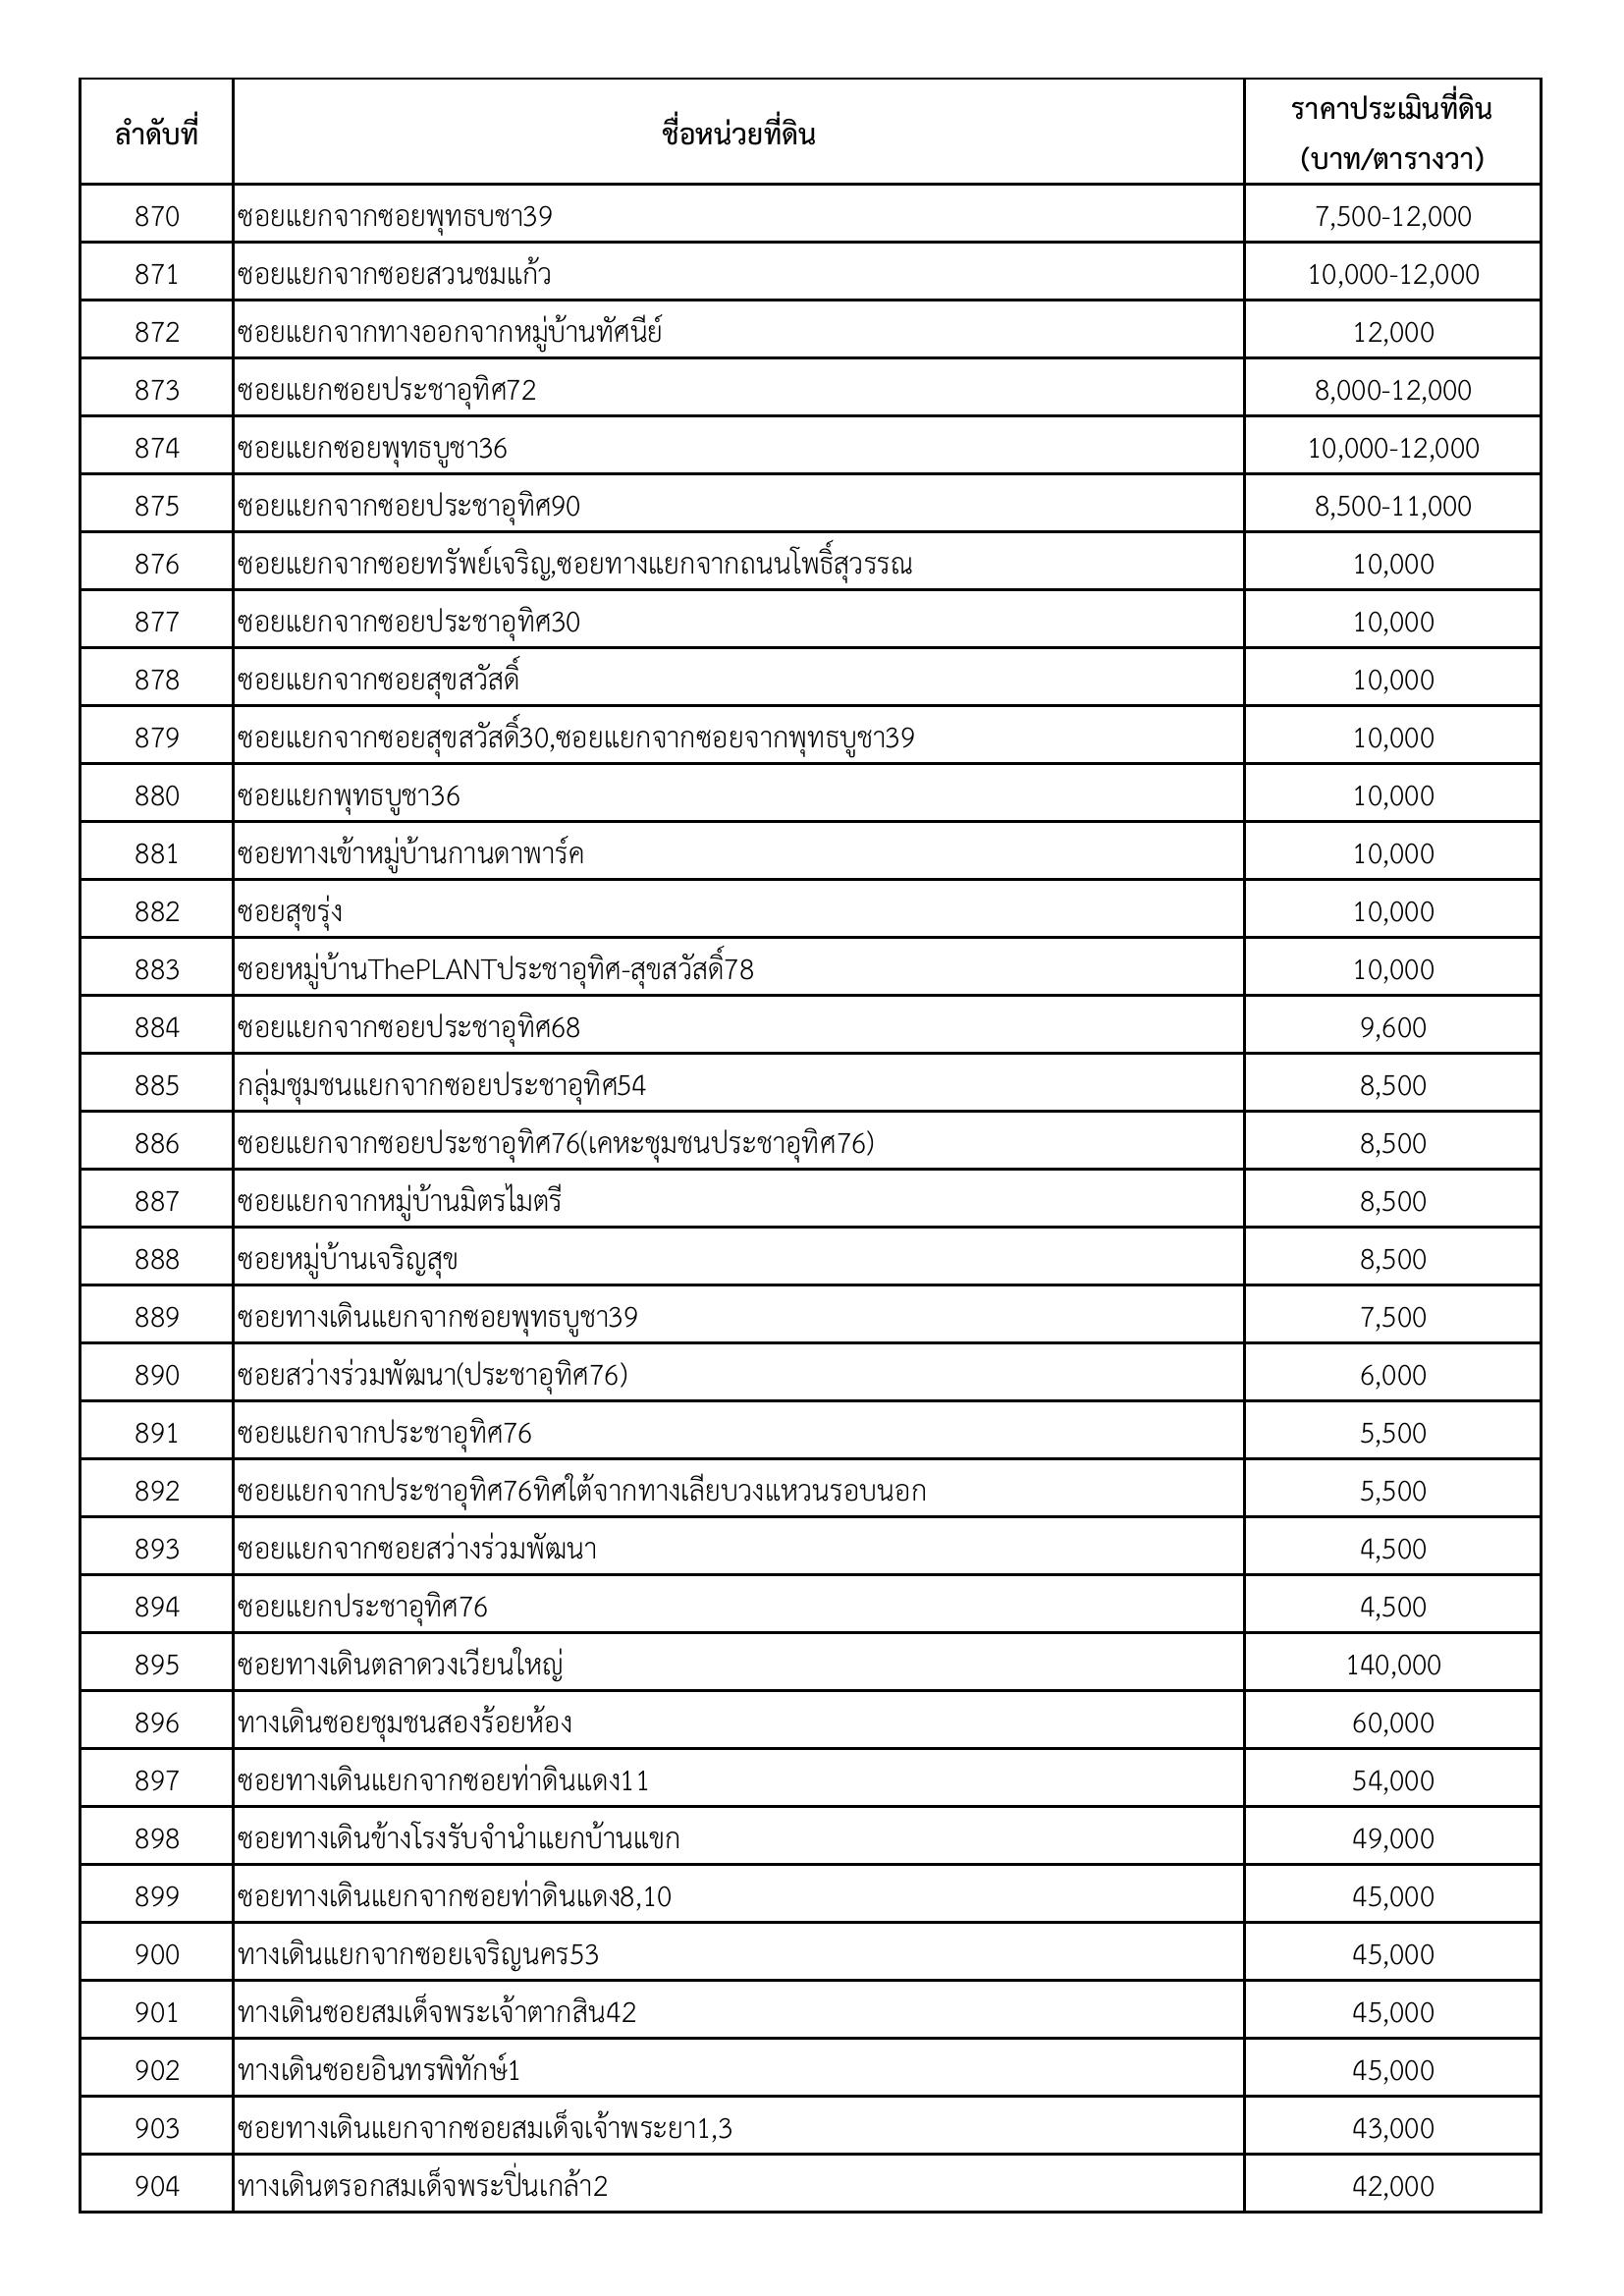 ลำดับที่ ชื่อหน่วยที่ดิน ราคาประเมินที่ดิน
(บาท/ตารางวา)
870 ซอยแยกจากซอยพุทธบชา39 7,500-12,000
871 ซอยแยกจากซอยสวนชมแก้ว 10,000-12,000
872 ซอยแยกจากทางออกจากหมู่บ้านทัศนีย์ 12,000
873 ซอยแยกซอยประชาอุทิศ72 8,000-12,000
874 ซอยแยกซอยพุทธบูชา36 10,000-12,000
875 ซอยแยกจากซอยประชาอุทิศ90 8,500-11,000
876 ซอยแยกจากซอยทรัพย์เจริญ,ซอยทางแยกจากถนนโพธิ์สุวรรณ 10,000
877 ซอยแยกจากซอยประชาอุทิศ30 10,000
878 ซอยแยกจากซอยสุขสวัสดิ์ 10,000
879 ซอยแยกจากซอยสุขสวัสดิ์30,ซอยแยกจากซอยจากพุทธบูชา39 10,000
880 ซอยแยกพุทธบูชา36 10,000
881 ซอยทางเข้าหมู่บ้านกานดาพาร์ค 10,000
882 ซอยสุขรุ่ง 10,000
883 ซอยหมู่บ้านThePLANTประชาอุทิศ-สุขสวัสดิ์78 10,000
884 ซอยแยกจากซอยประชาอุทิศ68 9,600
885 กลุ่มชุมชนแยกจากซอยประชาอุทิศ54 8,500
886 ซอยแยกจากซอยประชาอุทิศ76(เคหะชุมชนประชาอุทิศ76) 8,500
887 ซอยแยกจากหมู่บ้านมิตรไมตรี 8,500
888 ซอยหมู่บ้านเจริญสุข 8,500
889 ซอยทางเดินแยกจากซอยพุทธบูชา39 7,500
890 ซอยสว่างร่วมพัฒนา(ประชาอุทิศ76) 6,000
891 ซอยแยกจากประชาอุทิศ76 5,500
892 ซอยแยกจากประชาอุทิศ76ทิศใต้จากทางเลียบวงแหวนรอบนอก 5,500
893 ซอยแยกจากซอยสว่างร่วมพัฒนา 4,500
894 ซอยแยกประชาอุทิศ76 4,500
895 ซอยทางเดินตลาดวงเวียนใหญ่ 140,000
896 ทางเดินซอยชุมชนสองร้อยห้อง 60,000
897 ซอยทางเดินแยกจากซอยท่าดินแดง11 54,000
898 ซอยทางเดินข้างโรงรับจำนำแยกบ้านแขก 49,000
899 ซอยทางเดินแยกจากซอยท่าดินแดง8,10 45,000
900 ทางเดินแยกจากซอยเจริญนคร53 45,000
901 ทางเดินซอยสมเด็จพระเจ้าตากสิน42 45,000
902 ทางเดินซอยอินทรพิทักษ์1 45,000
903 ซอยทางเดินแยกจากซอยสมเด็จเจ้าพระยา1,3 43,000
904 ทางเดินตรอกสมเด็จพระปิ่นเกล้า2 42,000